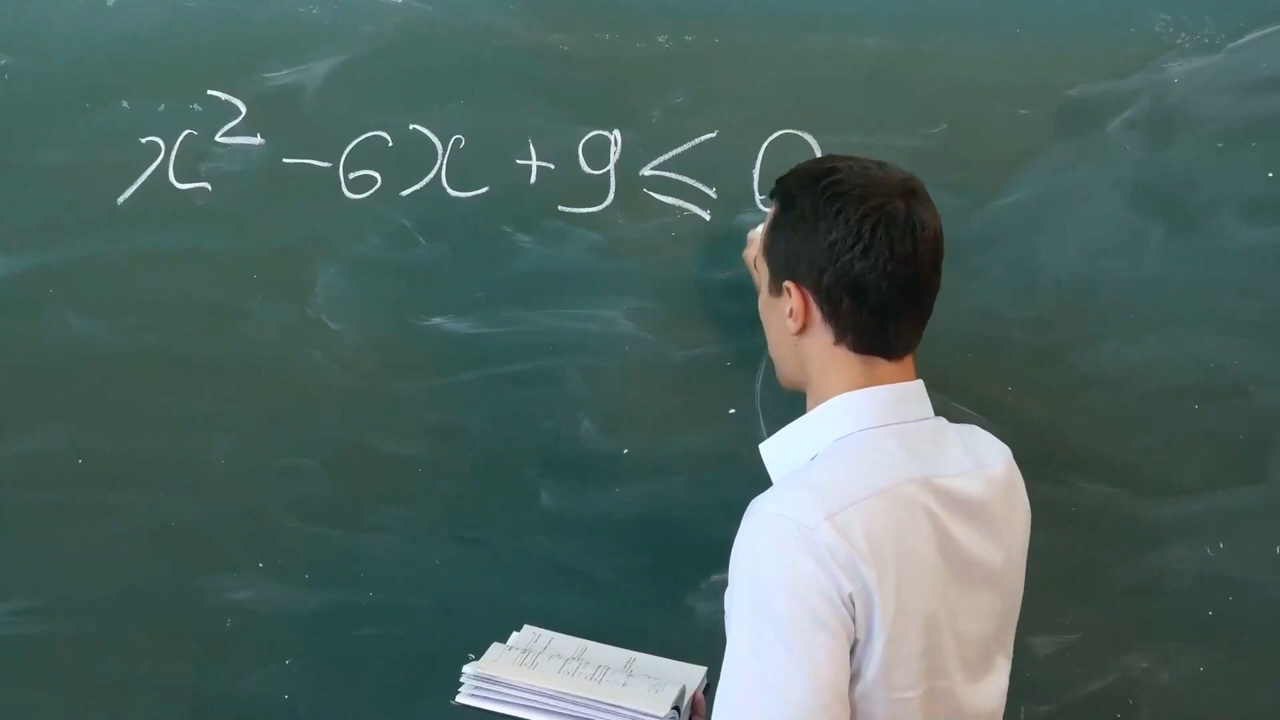 x² - 6x + 9 ≤ 0